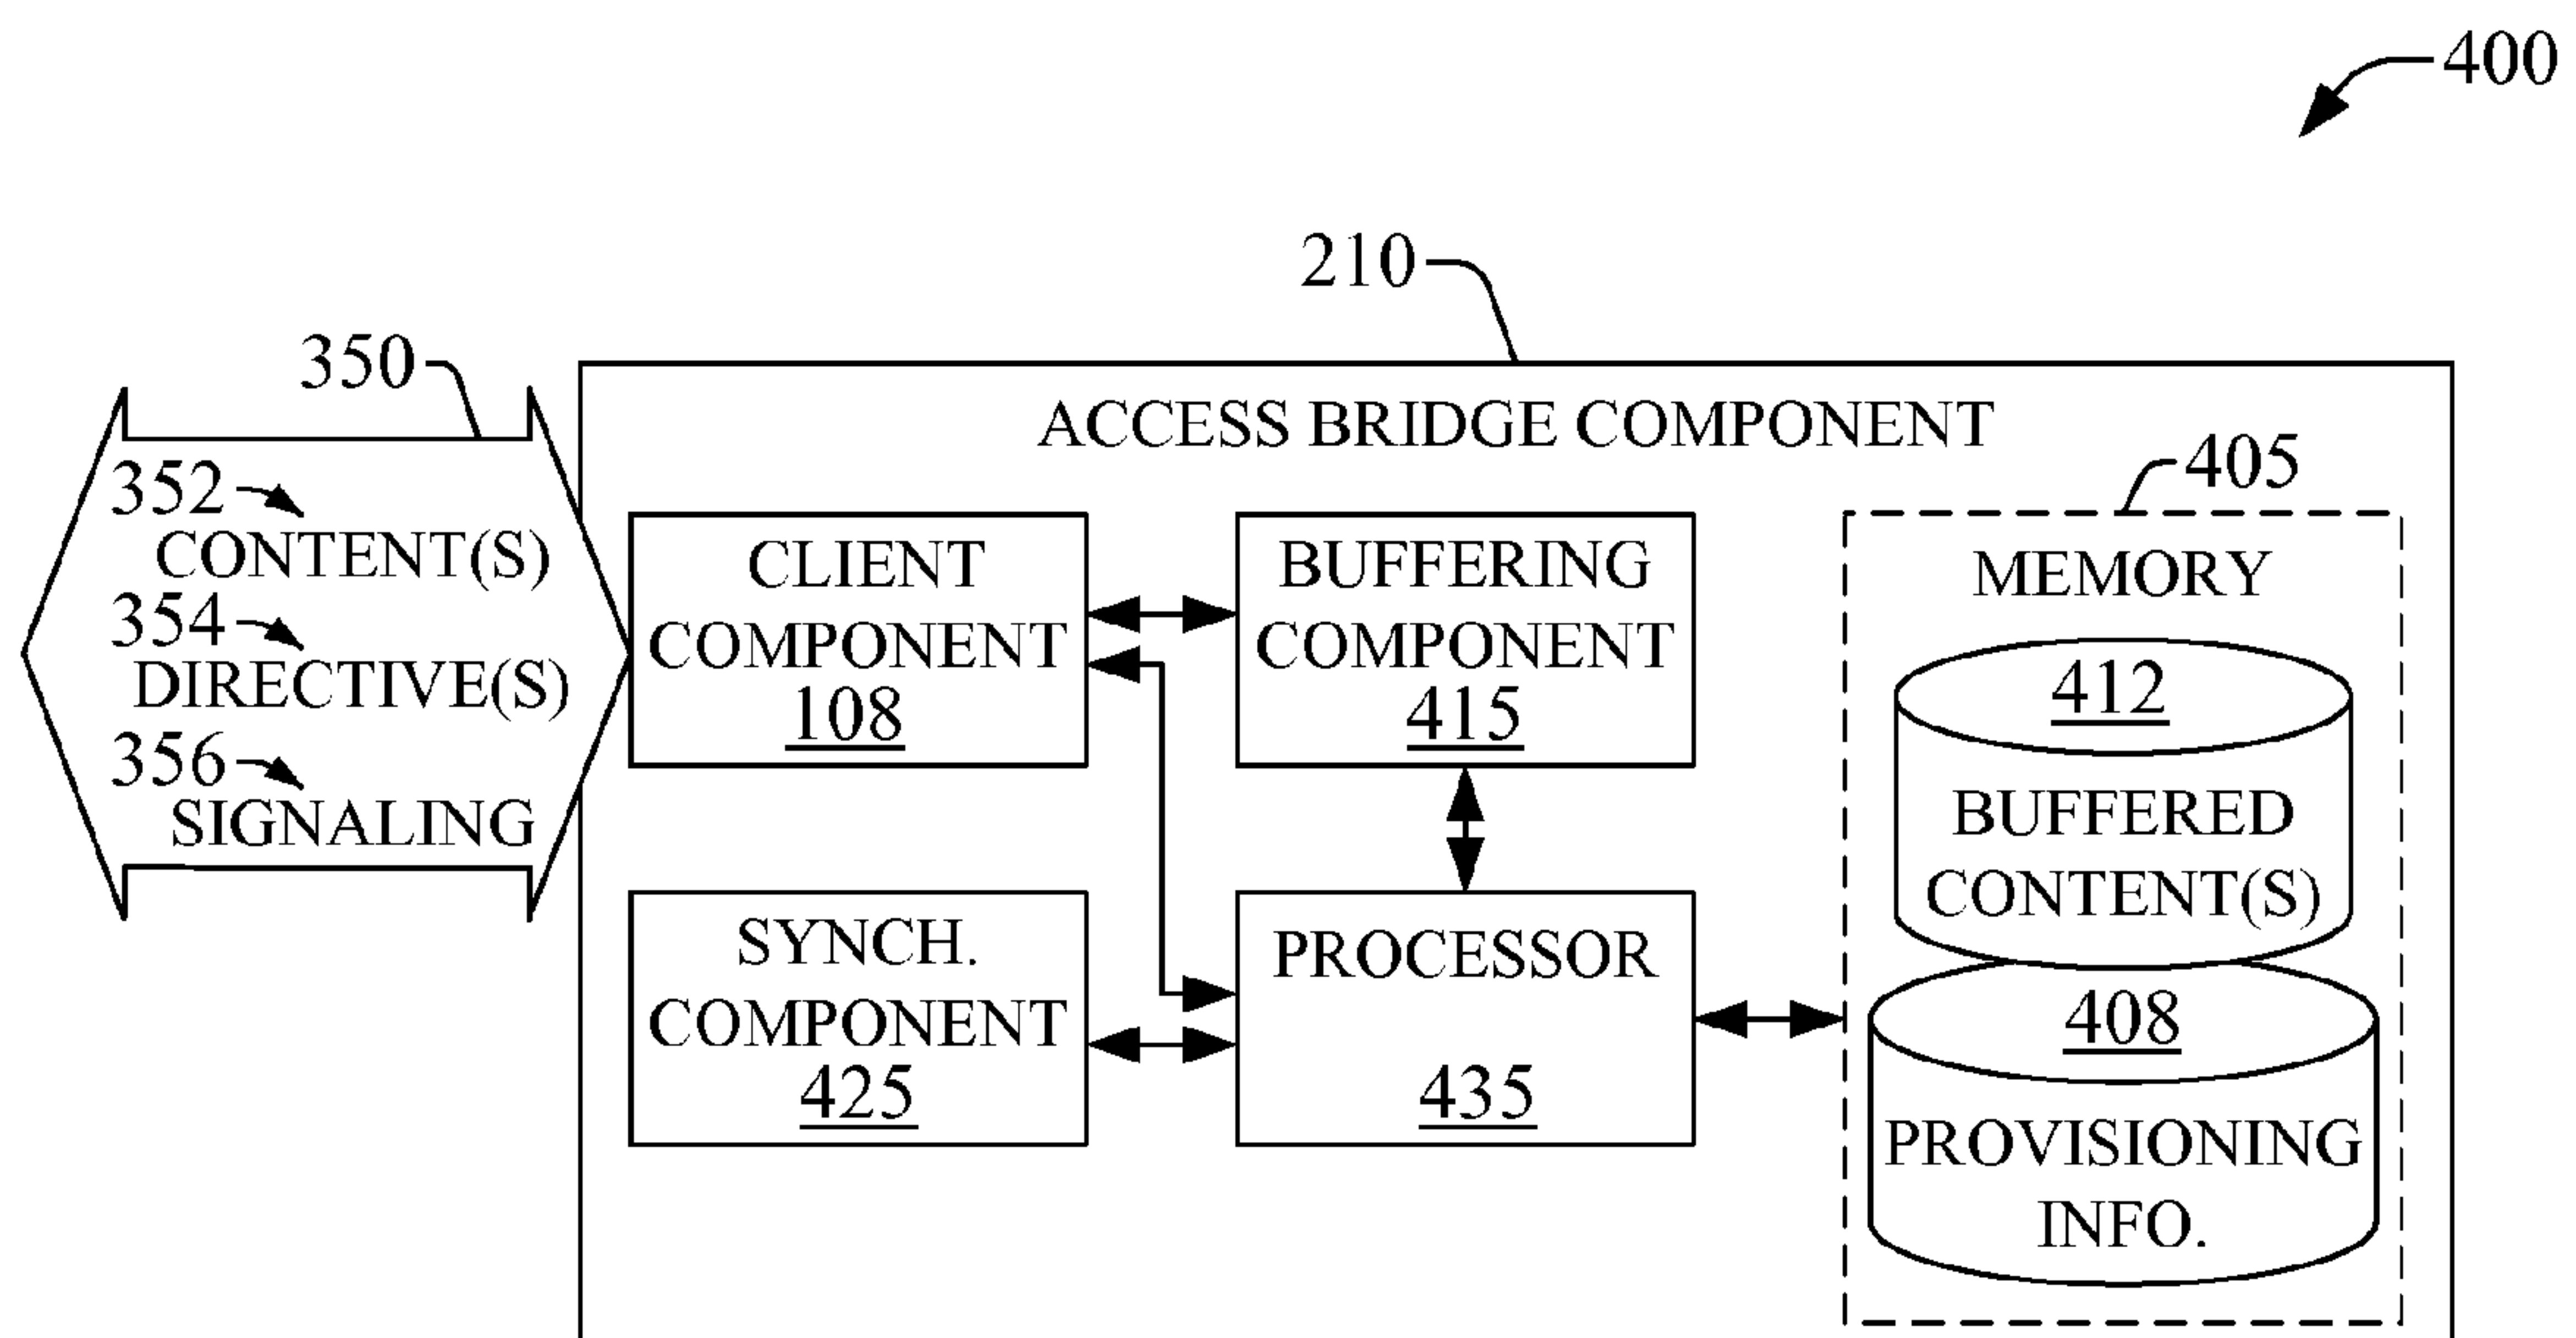 400
210
350
ACCESS BRIDGE COMPONENT
352
CONTENT(S)
354
DIRECTIVE(S)
356
SIGNALING
CLIENT
COMPONENT
108
BUFFERING
COMPONENT
415
405
MEMORY
412
BUFFERED
CONTENT(S)
SYNCH.
COMPONENT
425
PROCESSOR
435
408
PROVISIONING
INFO.